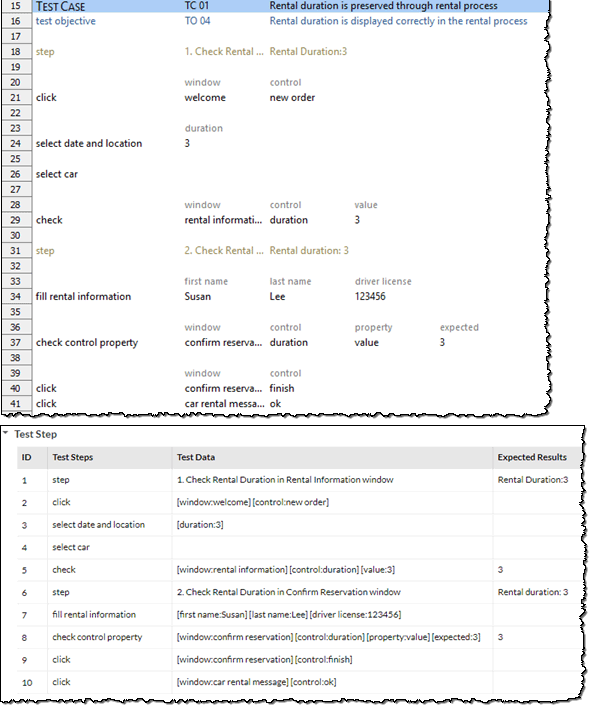 15 TEST CASE TC 01 Rental duration is preserved through rental process
16 test objective TO 04 Rental duration is displayed correctly in the rental process
17
18 step 1. Check Rental ... Rental Duration:3
19
20 window control
21 click welcome new order
22
23 duration
24 select date and location 3
25
26 select car
27
28 window control value
29 check rental informati... duration 3
30
31 step 2. Check Rental ... Rental duration: 3
32
33 first name last name driver license
34 fill rental information Susan Lee 123456
35
36 window control property expected
37 check control property confirm reserva... duration value 3
38
39 window control
40 click confirm reserva... finish
41 click car rental messa... ok
Test Step
ID Test Steps Test Data Expected Results
1 step 1. Check Rental Duration in Rental Information window Rental Duration:3
2 click [window:welcome] [control:new order]
3 select date and location [duration:3]
4 select car
5 check [window:rental information] [control:duration] [value:3] 3
6 step 2. Check Rental Duration in Confirm Reservation window Rental duration: 3
7 fill rental information [first name:Susan] [last name:Lee] [driver license:123456]
8 check control property [window:confirm reservation] [control:duration] [property:value] [expected:3] 3
9 click [window:confirm reservation] [control:finish]
10 click [window:car rental message] [control:ok]